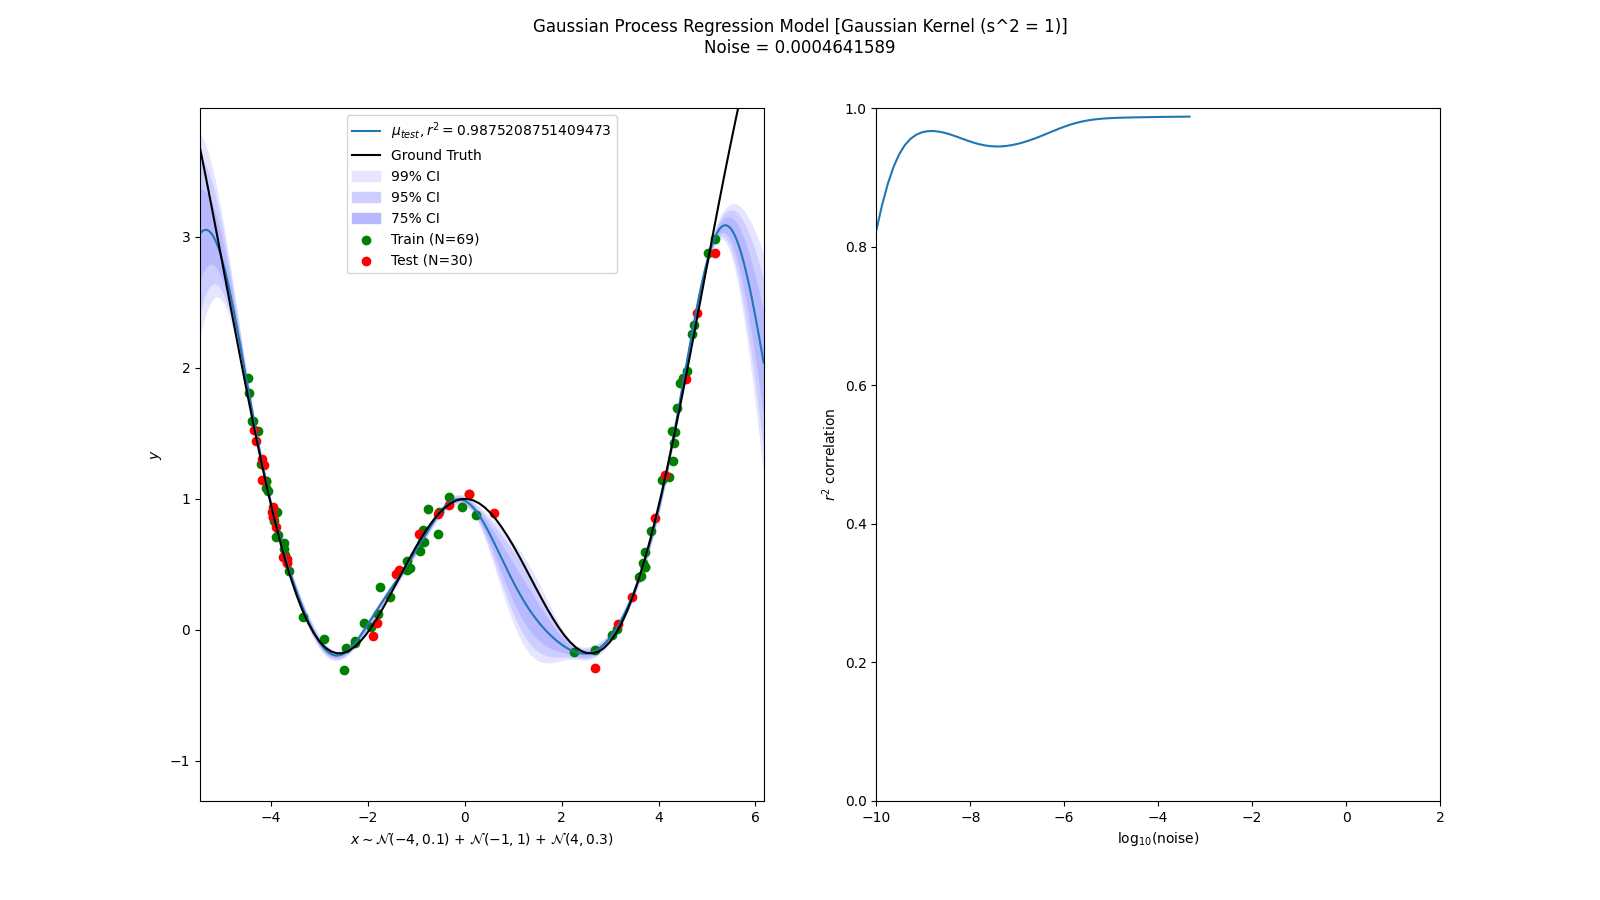 Gaussian Process Regression Model [Gaussian Kernel (s^2 = 1)]
Noise = 0.0004641589
μ_test, r² = 0.9875208751409473
Ground Truth
99% CI
95% CI
75% CI
Train (N=69)
Test (N=30)
3
2
1
0
−1
y
−4 −2 0 2 4 6
x ∼ 𝒩(−4, 0.1) + 𝒩(−1, 1) + 𝒩(4, 0.3)
1.0
0.8
0.6
0.4
0.2
0.0
r² correlation
−10 −8 −6 −4 −2 0 2
log₁₀(noise)